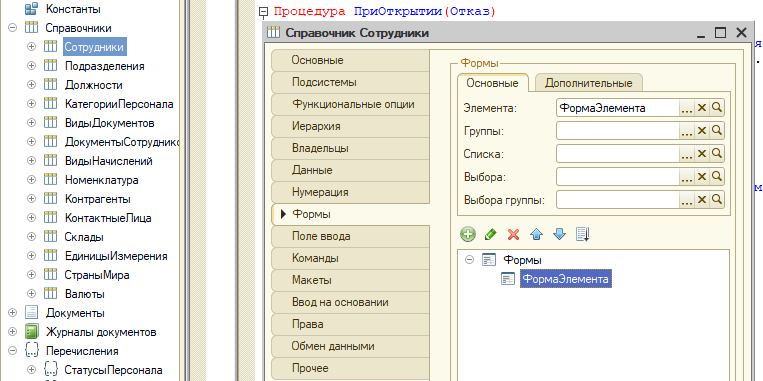 Константы
Справочники
Сотрудники
Подразделения
Должности
КатегорииПерсонала
ВидыДокументов
ДокументыСотруднико
ВидыНачислений
Номенклатура
Контрагенты
КонтактныеЛица
Склады
ЕдиницыИзмерения
СтраныМира
Валюты
Документы
Журналы документов
Перечисления
СтатусыПерсонала
Процедура ПриОткрытии(Отказ)
Справочник Сотрудники
Основные
Подсистемы
Функциональные опции
Иерархия
Владельцы
Данные
Нумерация
Формы
Поле ввода
Команды
Макеты
Ввод на основании
Права
Обмен данными
Прочее
Формы
Основные
Дополнительные
Элемента:
ФормаЭлемента
Группы:
Списка:
Выбора:
Выбора группы:
Формы
ФормаЭлемента
я
.
м